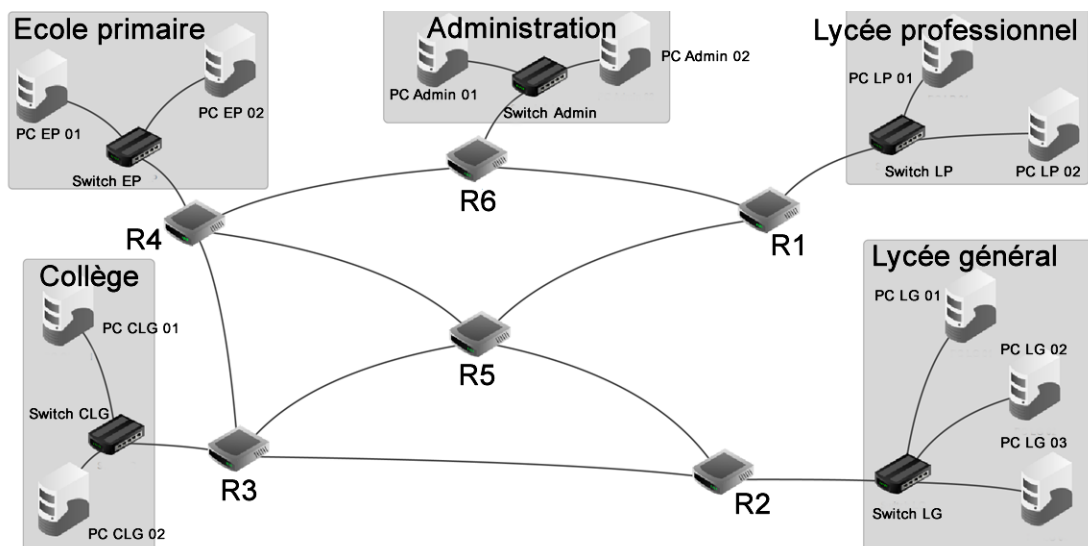 Ecole primaire
PC EP 01
PC EP 02
Switch EP
Administration
PC Admin 01
PC Admin 02
Switch Admin
Lycée professionnel
PC LP 01
PC LP 02
Switch LP
R6
R4
R1
Collège
PC CLG 01
Switch CLG
PC CLG 02
R5
R3
R2
Lycée général
PC LG 01
PC LG 02
PC LG 03
Switch LG